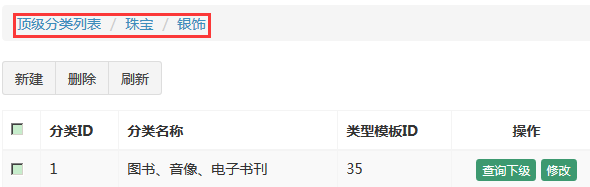 顶级分类列表 / 珠宝 / 银饰
新建 删除 刷新
分类ID 分类名称 类型模板ID 操作
1 图书、音像、电子书刊 35 查询下级 修改